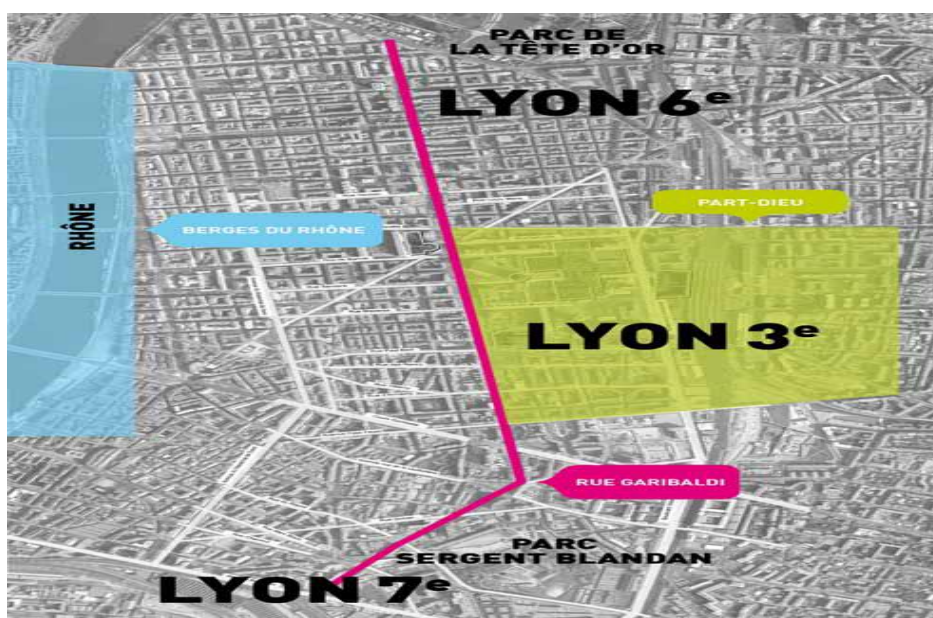 PARC DE
LA TÊTE D'OR
LYON 6e
PART-DIEU
RHÔNE
BERGES DU RHÔNE
LYON 3e
RUE GARIBALDI
PARC
SERGENT BLANDAN
LYON 7e